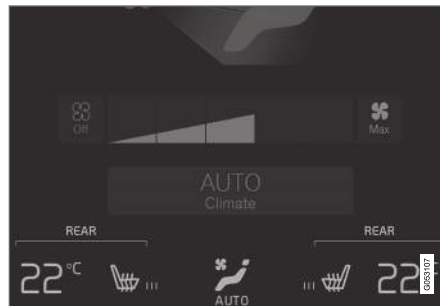 Off
Max
AUTO
Climate
REAR
REAR
22°C
22°
AUTO
G053107